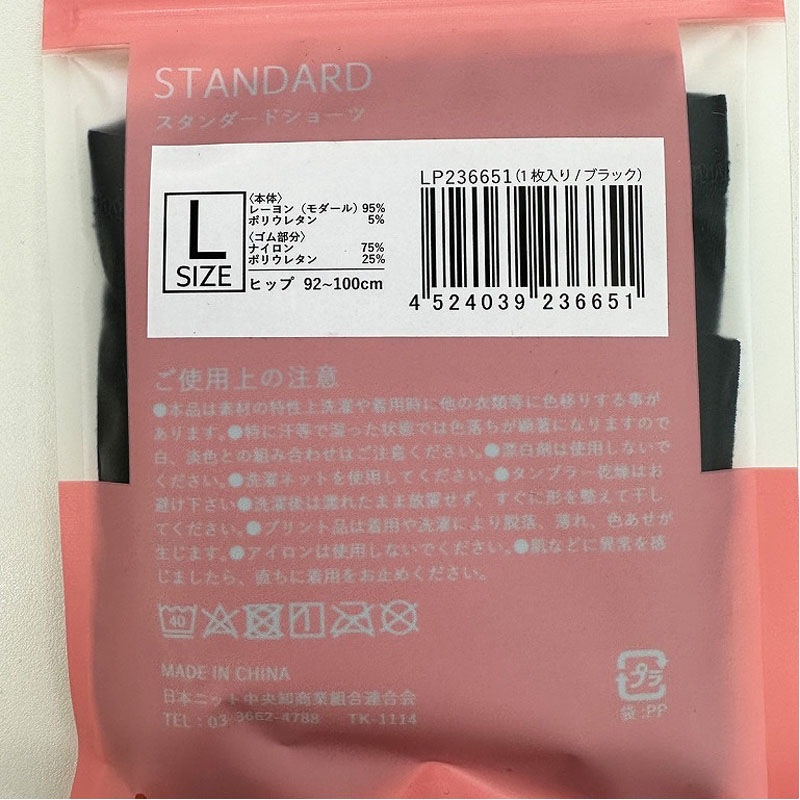 STANDARD
スタンダードショーツ
L
SIZE
〈本体〉
レーヨン（モダール）95%
ポリウレタン 5%
〈ゴム部分〉
ナイロン 75%
ポリウレタン 25%
ヒップ 92~100cm
LP236651(1枚入り/ブラック)
4 524039 236651
ご使用上の注意
●本品は素材の特性上洗濯や着用時に他の衣類等に色移りする事が
あります。●特に汗等で湿った状態では色落ちが顕著になりますので
白、淡色との組み合わせはご注意ください。●漂白剤は使用しないで
ください。●洗濯ネットを使用してください。●タンブラー乾燥はお
避け下さい●洗濯後は濡れたまま放置せず、すぐに形を整えて干し
てください。●プリント品は着用や洗濯により脱落、薄れ、色あせが
生じます。●アイロンは使用しないでください。●肌などに異常を感
じましたら、直ちに着用をお止めください。
40
MADE IN CHINA
日本ニット中央卸商業組合連合会
TEL：03 3662-4788 TK-1114
プラ
袋:PP